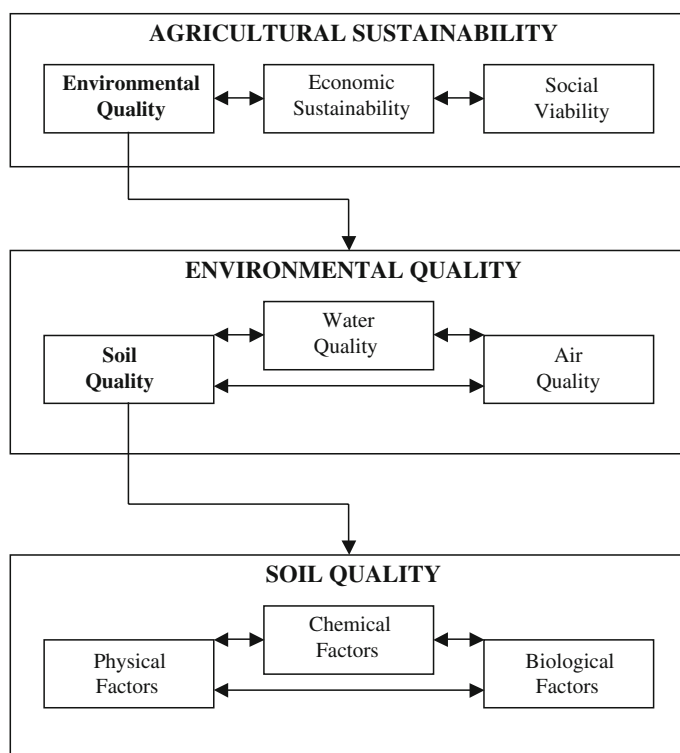 AGRICULTURAL SUSTAINABILITY
Environmental
Quality
Economic
Sustainability
Social
Viability
ENVIRONMENTAL QUALITY
Water
Quality
Soil
Quality
Air
Quality
SOIL QUALITY
Chemical
Factors
Physical
Factors
Biological
Factors